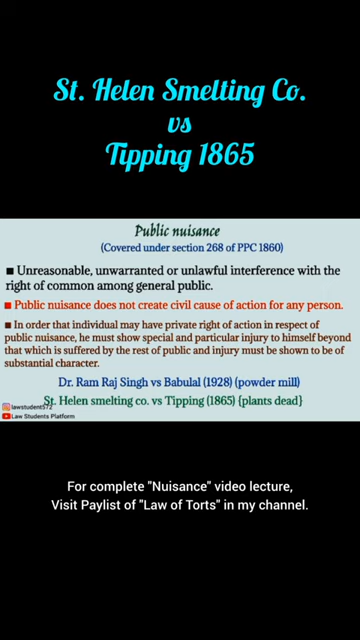 St. Helen Smelting Co.
vs
Tipping 1865
Public nuisance
(Covered under section 268 of PPC 1860)
■ Unreasonable, unwarranted or unlawful interference with the
right of common among general public.
■ Public nuisance does not create civil cause of action for any person.
■ In order that individual may have private right of action in respect of
public nuisance, he must show special and particular injury to himself beyond
that which is suffered by the rest of public and injury must be shown to be of
substantial character.
Dr. Ram Raj Singh vs Babulal (1928) (powder mill)
St. Helen smelting co. vs Tipping (1865) {plants dead}
lawstudent572
Law Students Platform
For complete "Nuisance" video lecture,
Visit Paylist of "Law of Torts" in my channel.